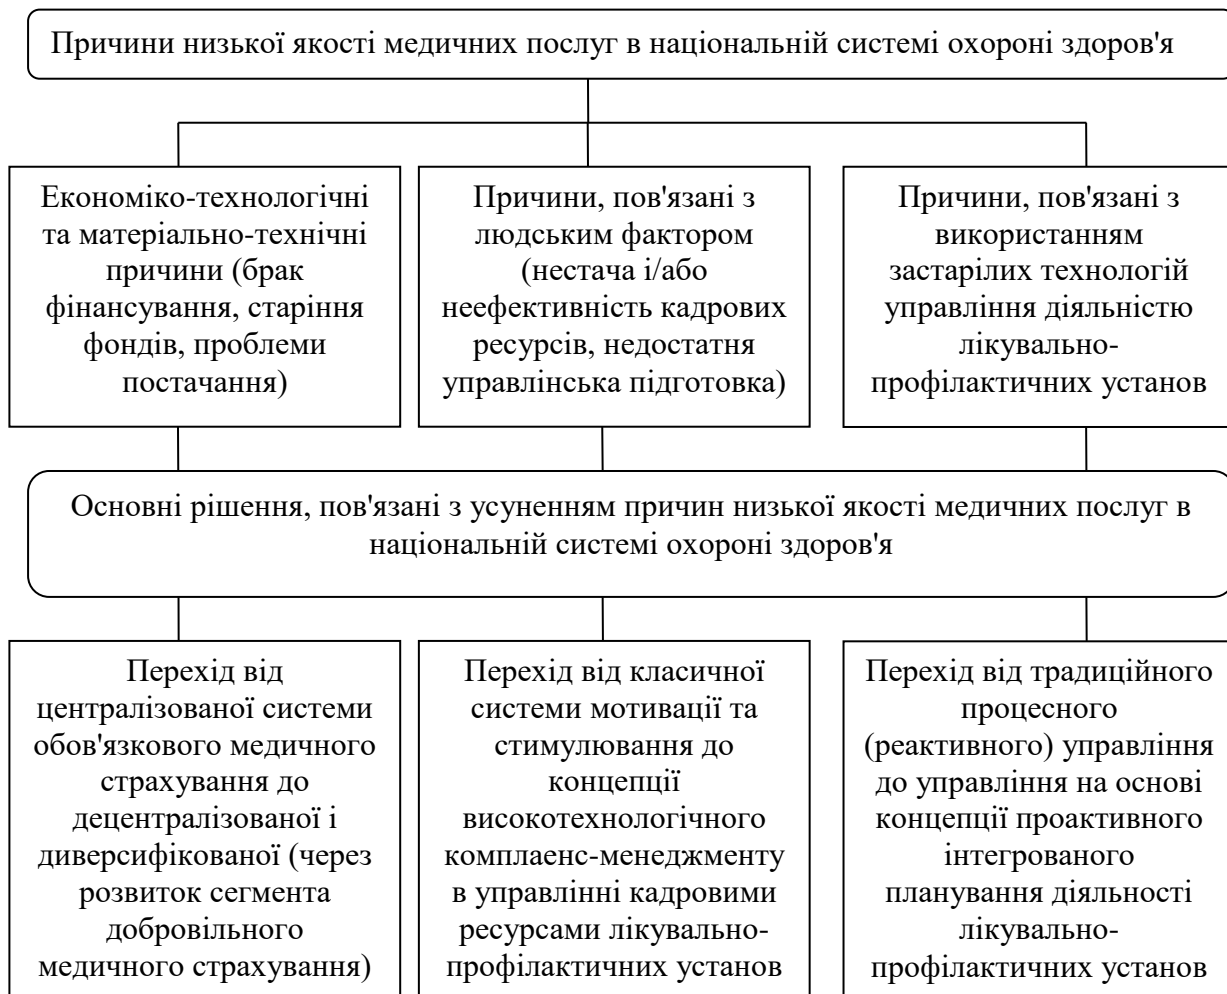 Причини низької якості медичних послуг в національній системі охороні здоров'я
Економіко-технологічні
та матеріально-технічні
причини (брак
фінансування, старіння
фондів, проблеми
постачання)
Причини, пов'язані з
людським фактором
(нестача і/або
неефективність кадрових
ресурсів, недостатня
управлінська підготовка)
Причини, пов'язані з
використанням
застарілих технологій
управління діяльністю
лікувально-
профілактичних установ
Основні рішення, пов'язані з усуненням причин низької якості медичних послуг в
національній системі охороні здоров'я
Перехід від
централізованої системи
обов'язкового медичного
страхування до
децентралізованої і
диверсифікованої (через
розвиток сегмента
добровільного
медичного страхування)
Перехід від класичної
системи мотивації та
стимулювання до
концепції
високотехнологічного
комплаенс-менеджменту
в управлінні кадровими
ресурсами лікувально-
профілактичних установ
Перехід від традиційного
процесного
(реактивного) управління
до управління на основі
концепції проактивного
інтегрованого
планування діяльності
лікувально-
профілактичних установ